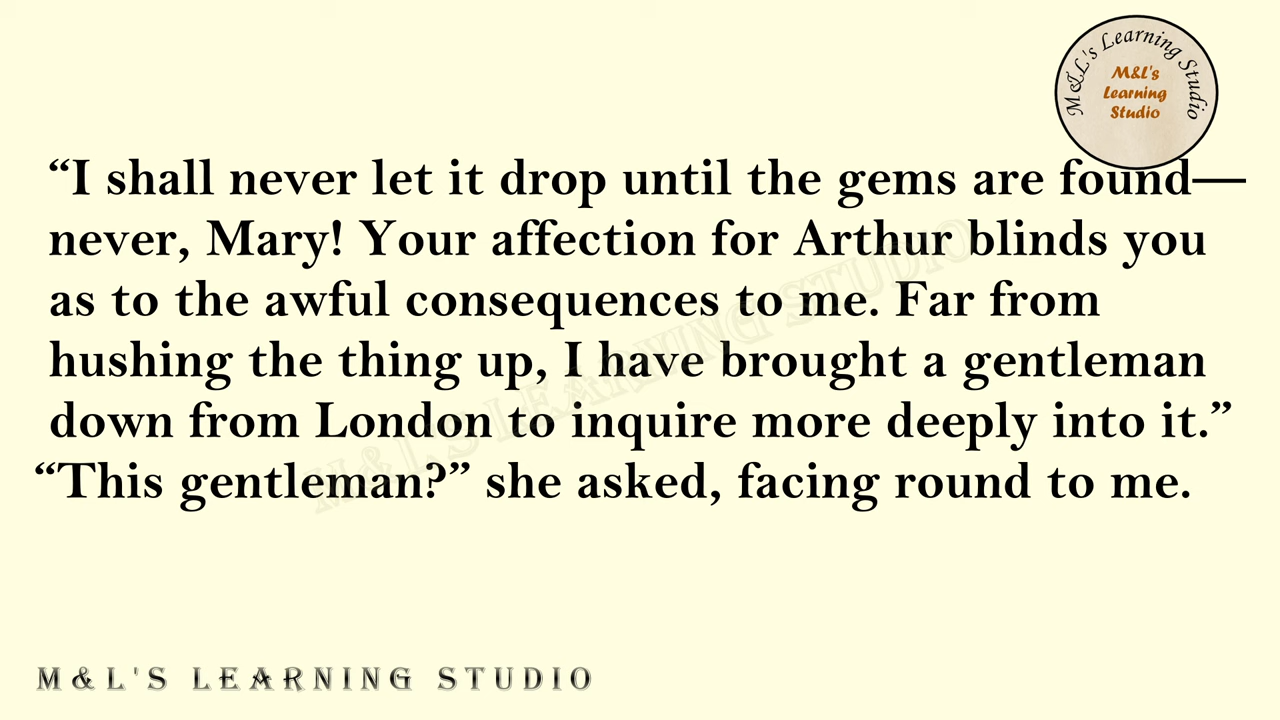 M&L's Learning Studio
M&L's
Learning
Studio
“I shall never let it drop until the gems are found—
never, Mary! Your affection for Arthur blinds you
as to the awful consequences to me. Far from
hushing the thing up, I have brought a gentleman
down from London to inquire more deeply into it.”
“This gentleman?” she asked, facing round to me.
M&L'S LEARNING STUDIO
M&L'S LEARNING STUDIO